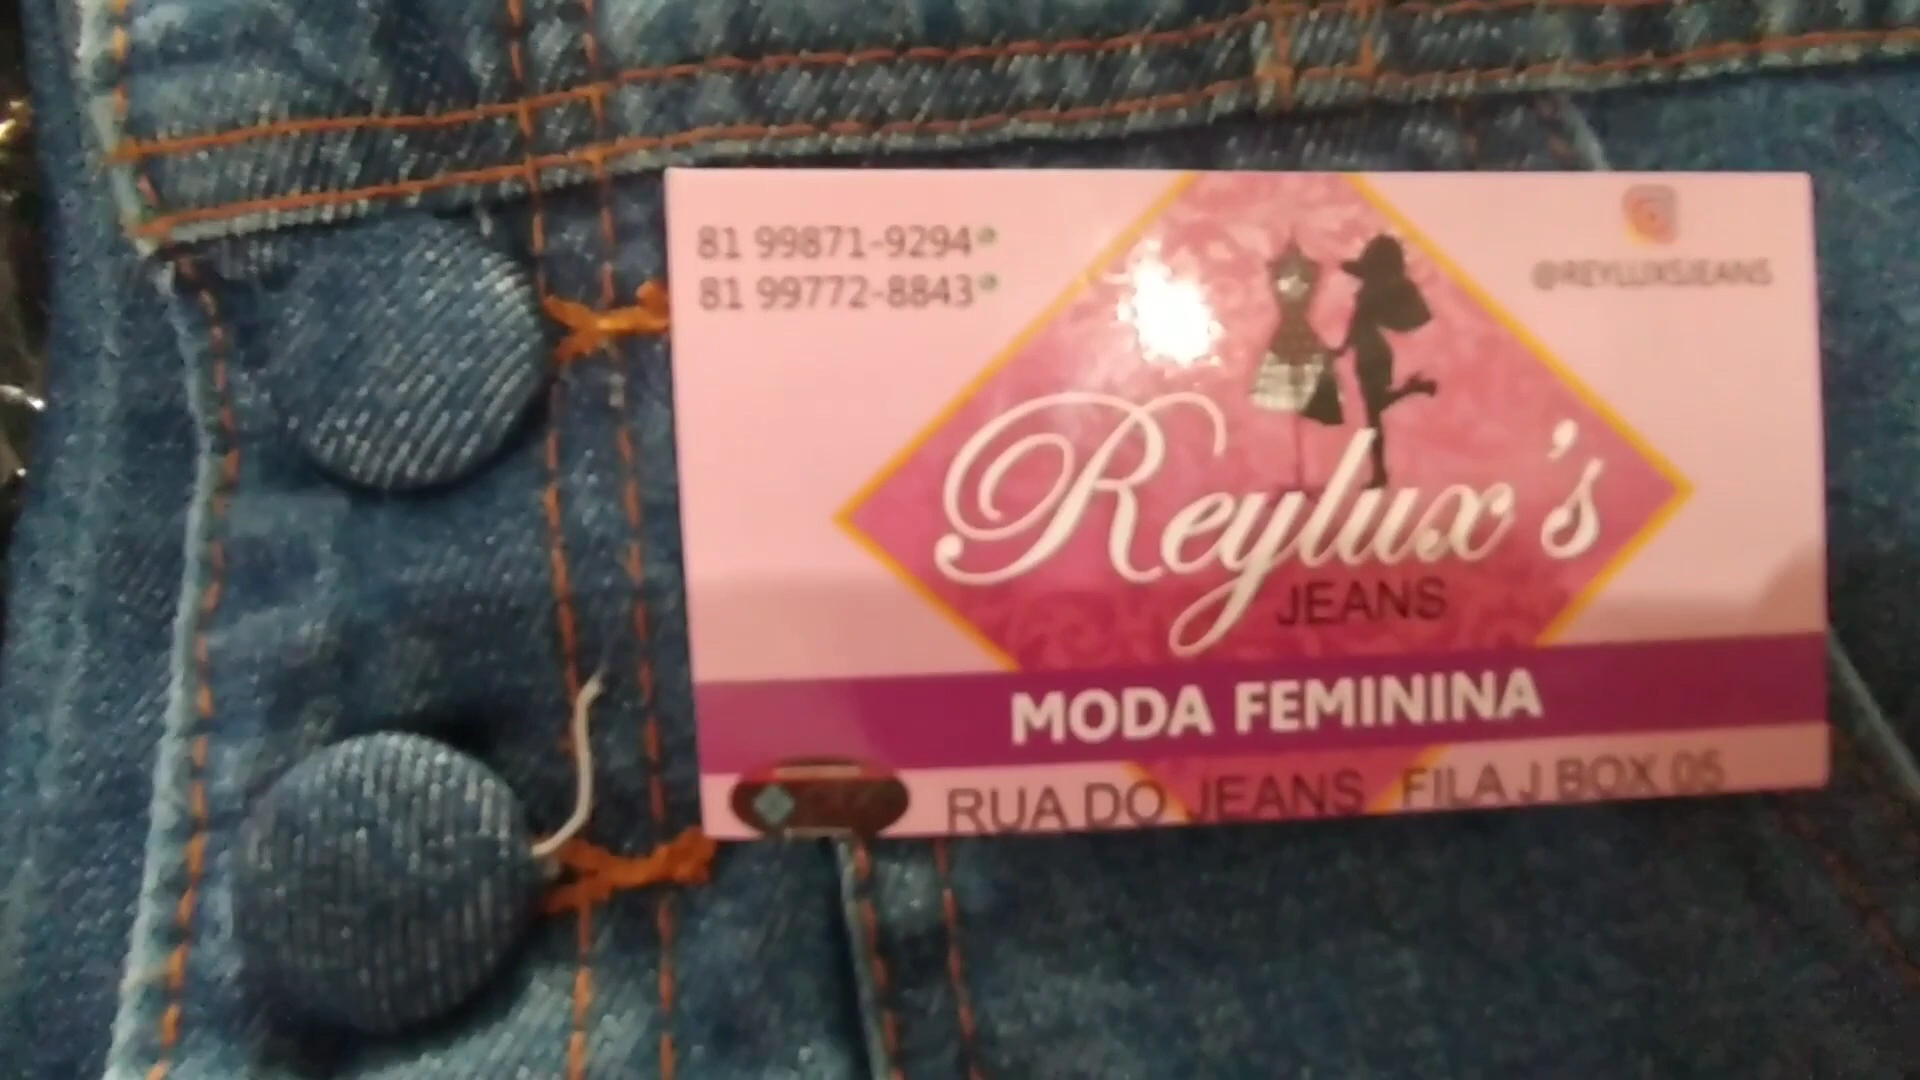 81 99871-9294
81 99772-8843
@REYLUXSJEANS
Reylux's
JEANS
MODA FEMININA
RUA DO JEANS FILA J BOX 05